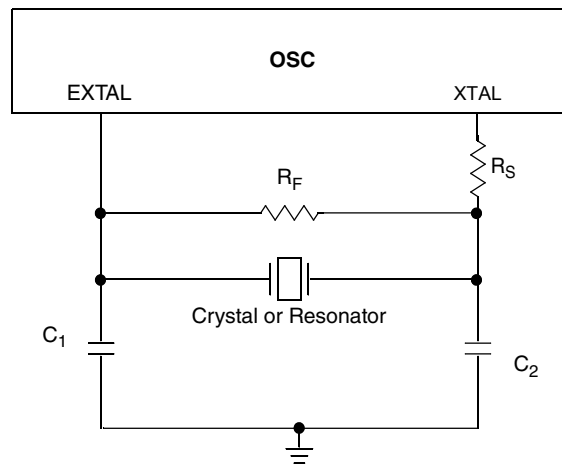 OSC
EXTAL
XTAL
R_S
R_F
Crystal or Resonator
C_1
C_2